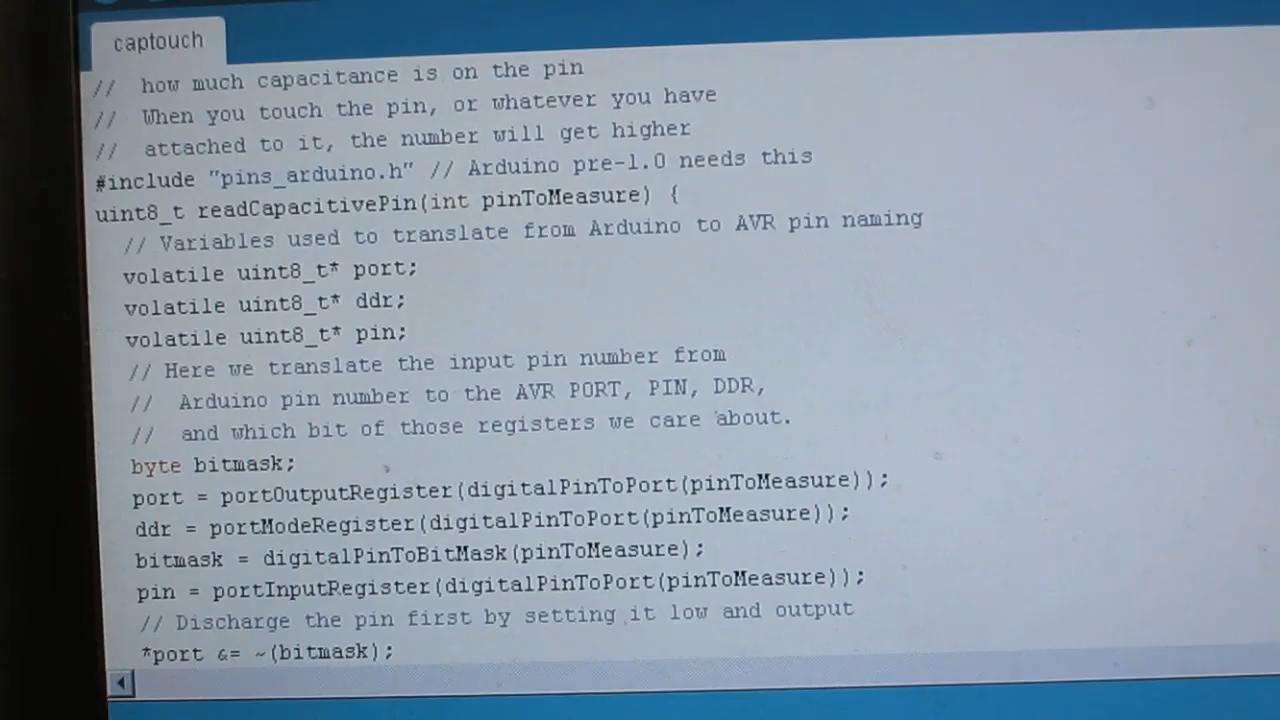 captouch
//  how much capacitance is on the pin
//  When you touch the pin, or whatever you have
//  attached to it, the number will get higher
#include "pins_arduino.h" // Arduino pre-1.0 needs this
uint8_t readCapacitivePin(int pinToMeasure) {
// Variables used to translate from Arduino to AVR pin naming
volatile uint8_t* port;
volatile uint8_t* ddr;
volatile uint8_t* pin;
// Here we translate the input pin number from
//  Arduino pin number to the AVR PORT, PIN, DDR,
//  and which bit of those registers we care about.
byte bitmask;
port = portOutputRegister(digitalPinToPort(pinToMeasure));
ddr = portModeRegister(digitalPinToPort(pinToMeasure));
bitmask = digitalPinToBitMask(pinToMeasure);
pin = portInputRegister(digitalPinToPort(pinToMeasure));
// Discharge the pin first by setting it low and output
*port &= ~(bitmask);